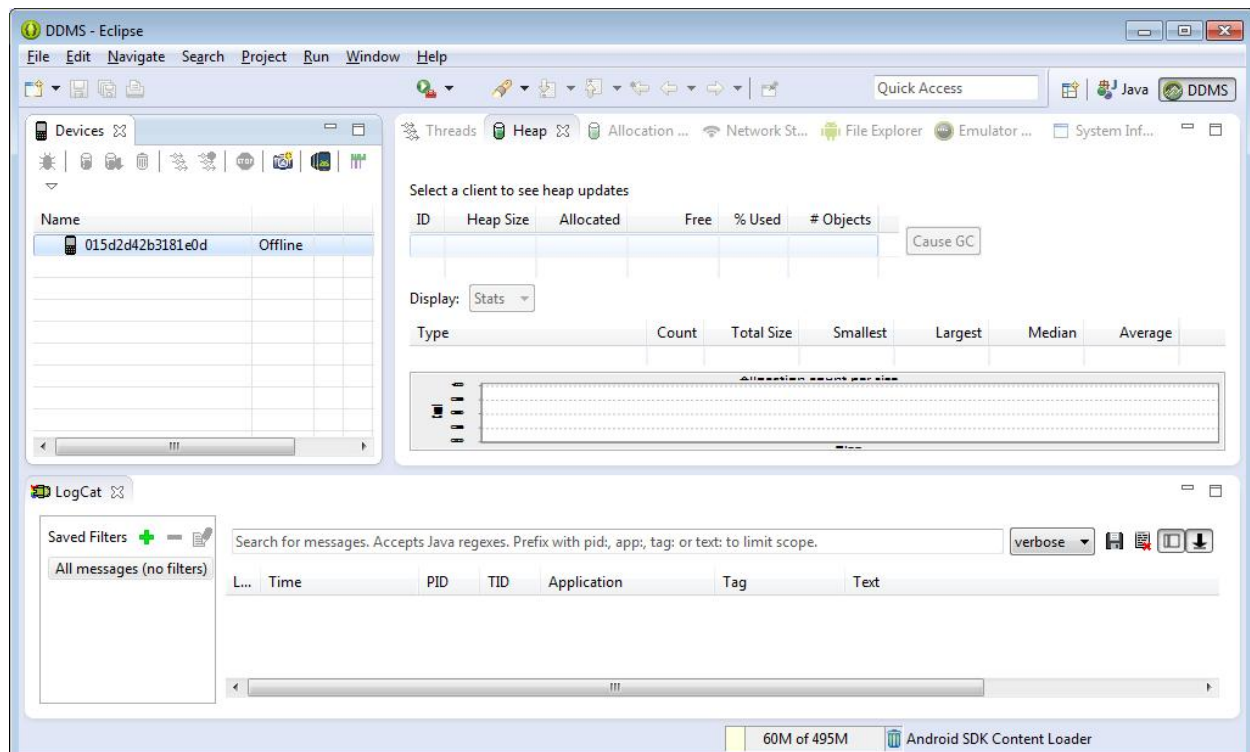 DDMS - Eclipse
File Edit Navigate Search Project Run Window Help
Quick Access Java DDMS
Devices
Threads Heap Allocation ... Network St... File Explorer Emulator ... System Inf...
Select a client to see heap updates
Name
ID Heap Size Allocated Free % Used # Objects
015d2d42b3181e0d Offline
Cause GC
Display: Stats
Type Count Total Size Smallest Largest Median Average
LogCat
Saved Filters
Search for messages. Accepts Java regexes. Prefix with pid:, app:, tag: or text: to limit scope. verbose
All messages (no filters)
L... Time PID TID Application Tag Text
60M of 495M Android SDK Content Loader